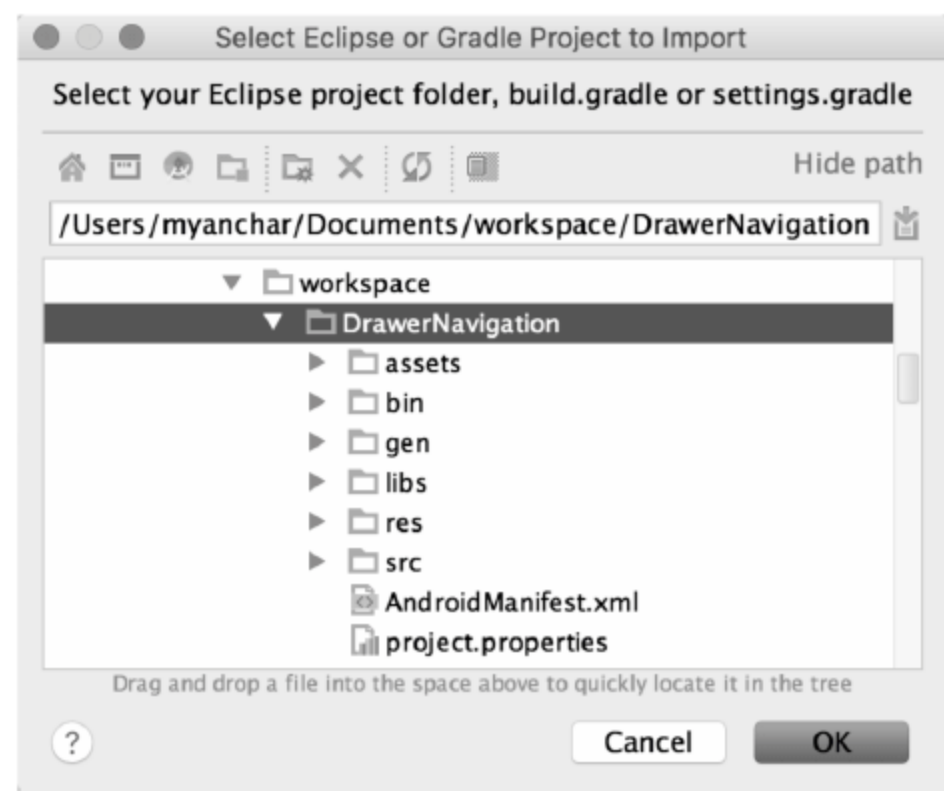 Select Eclipse or Gradle Project to Import
Select your Eclipse project folder, build.gradle or settings.gradle
Hide path
/Users/myanchar/Documents/workspace/DrawerNavigation
workspace
DrawerNavigation
assets
bin
gen
libs
res
src
AndroidManifest.xml
project.properties
Drag and drop a file into the space above to quickly locate it in the tree
? Cancel OK